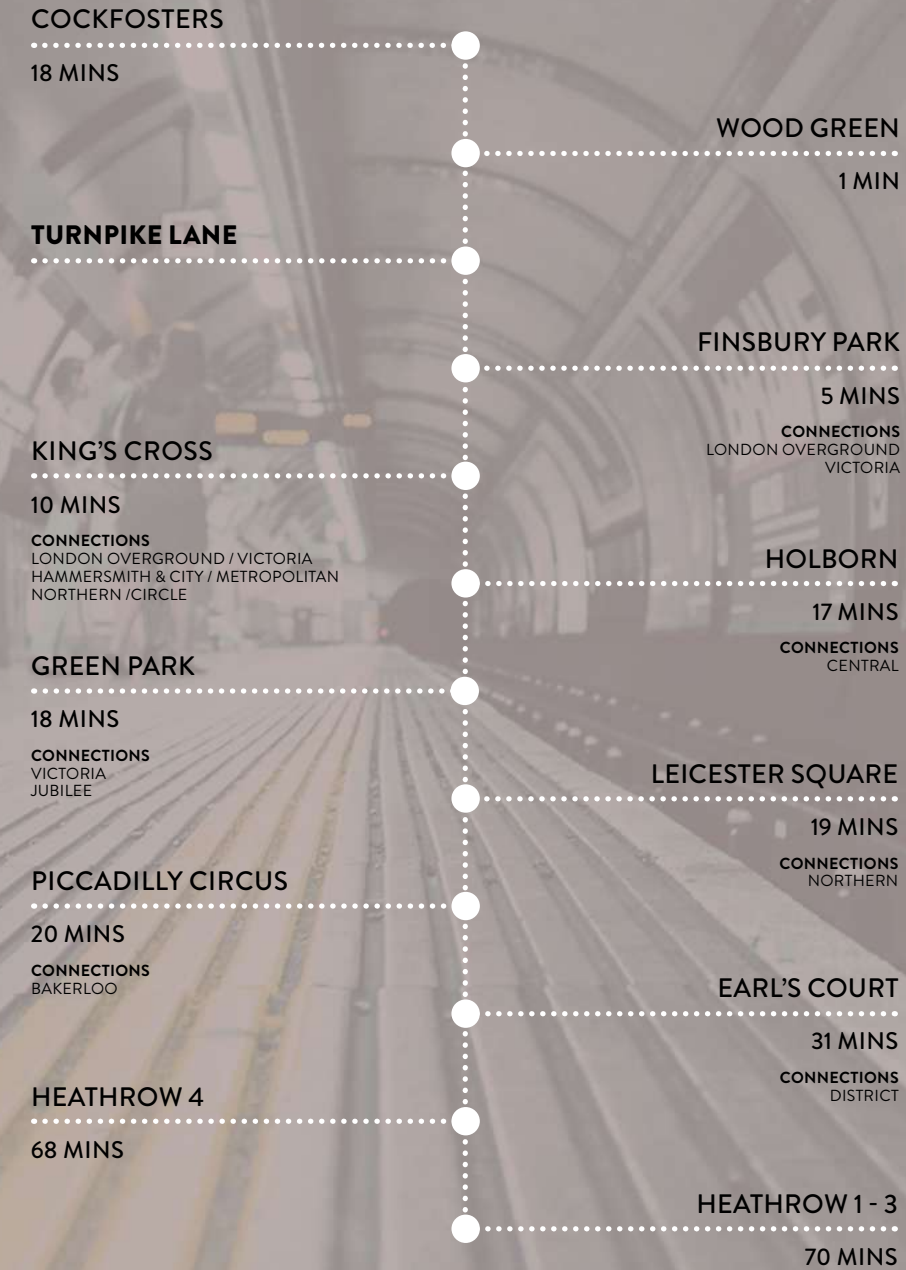 COCKFOSTERS
18 MINS
WOOD GREEN
1 MIN
TURNPIKE LANE
FINSBURY PARK
5 MINS
CONNECTIONS
LONDON OVERGROUND
VICTORIA
KING'S CROSS
10 MINS
CONNECTIONS
LONDON OVERGROUND / VICTORIA
HAMMERSMITH & CITY / METROPOLITAN
NORTHERN /CIRCLE
HOLBORN
17 MINS
CONNECTIONS
CENTRAL
GREEN PARK
18 MINS
CONNECTIONS
VICTORIA
JUBILEE
LEICESTER SQUARE
19 MINS
CONNECTIONS
NORTHERN
PICCADILLY CIRCUS
20 MINS
CONNECTIONS
BAKERLOO
EARL'S COURT
31 MINS
CONNECTIONS
DISTRICT
HEATHROW 4
68 MINS
HEATHROW 1 - 3
70 MINS